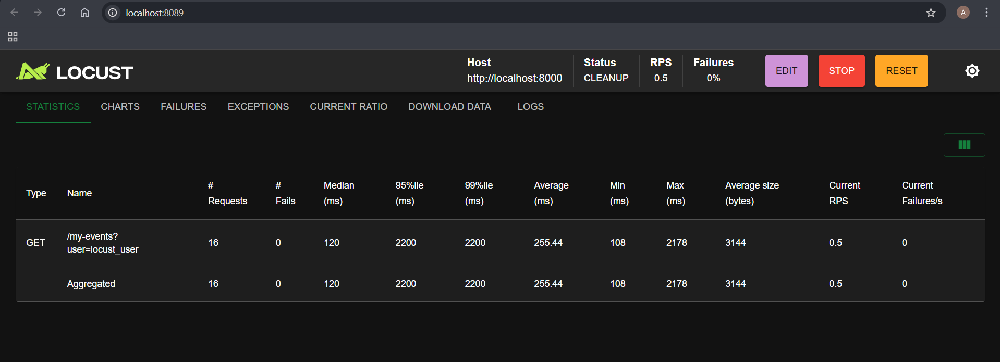 localhost:8089
A
LOCUST
Host
http://localhost:8000
Status
CLEANUP
RPS
0.5
Failures
0%
EDIT
STOP
RESET
STATISTICS CHARTS FAILURES EXCEPTIONS CURRENT RATIO DOWNLOAD DATA LOGS
Type Name # Requests # Fails Median (ms) 95%ile (ms) 99%ile (ms) Average (ms) Min (ms) Max (ms) Average size (bytes) Current RPS Current Failures/s
GET /my-events?user=locust_user 16 0 120 2200 2200 255.44 108 2178 3144 0.5 0
Aggregated 16 0 120 2200 2200 255.44 108 2178 3144 0.5 0